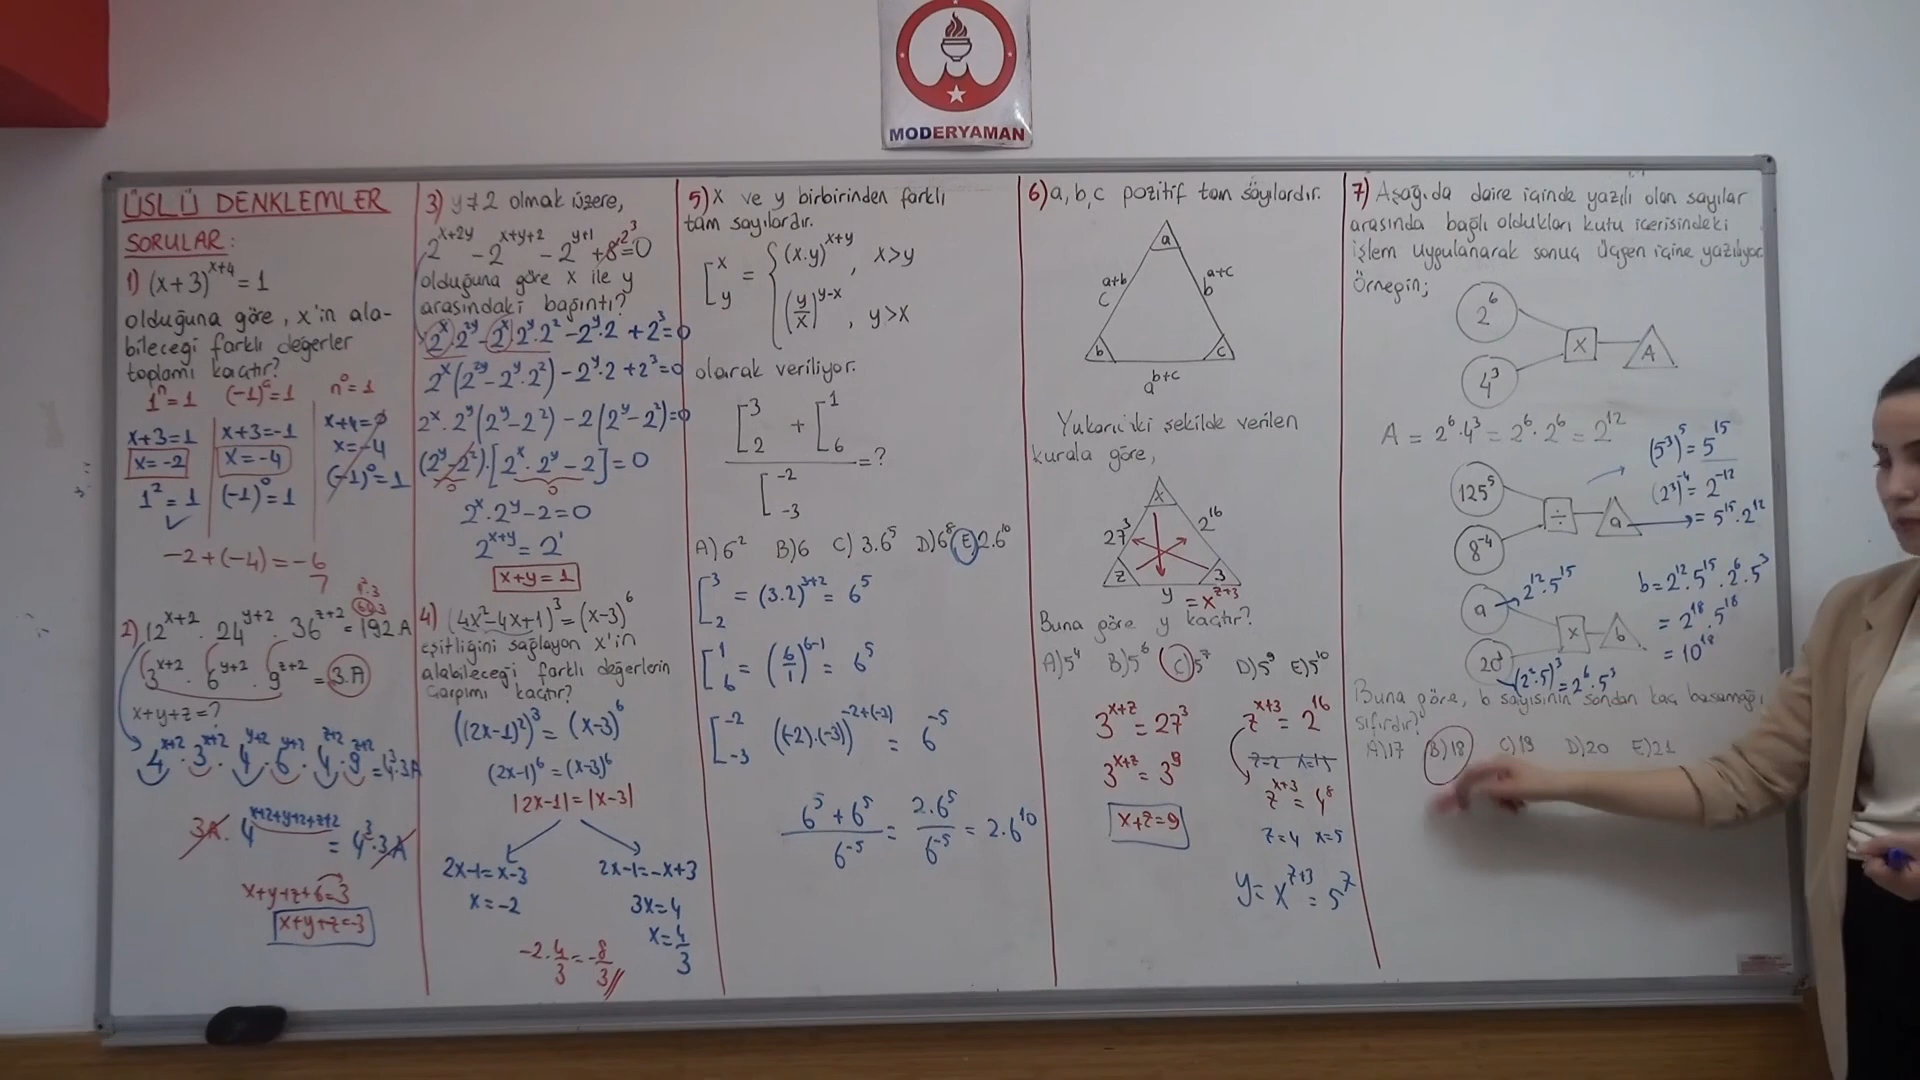 MODERYAMAN
ÜSLÜ DENKLEMLER
SORULAR:
1) (x+3)^{x+4} = 1
olduğuna göre, x'in ala-
bileceği farklı değerler
toplamı kaçtır?
1^n = 1 (-1)^ç = 1 n^0 = 1
x+3=1
x=-2
1^2 = 1
x+3=-1
x=-4
(-1)^0 = 1
x+4=0
x=-4
(-1)^0 = 1
-2+(-4) = -6
2) 12^{x+2} . 24^{y+2} . 36^{z+2} = 192A
3^{x+2} . 6^{y+2} . 9^{z+2} = 3.A
x+y+z=?
4^{x+2} . 3^{x+2} . 4^{y+2} . 6^{y+2} . 4^{z+2} . 9^{z+2} = 4^3.3A
3A. 4^{x+2+y+2+z+2} = 4^3.3A
x+y+z+6=3
x+y+z=-3
3) y≠2 olmak üzere,
2^{x+2y} - 2^{x+y+2} - 2^{y+1} + 8 = 0
olduğuna göre x ile y
arasındaki bağıntı?
2^x . 2^{2y} - 2^x . 2^y . 2^2 - 2^y . 2 + 2^3 = 0
2^x (2^{2y} - 2^y . 2^2) - 2^y . 2 + 2^3 = 0
2^x . 2^y (2^y - 2^2) - 2 (2^y - 2^2) = 0
(2^y - 2^2) . [2^x . 2^y - 2] = 0
2^x . 2^y - 2 = 0
2^{x+y} = 2^1
x+y=1
4) (4x^2-4x+1)^3 = (x-3)^6
eşitliğini sağlayan x'in
alabileceği farklı değerlerin
çarpımı kaçtır?
((2x-1)^2)^3 = (x-3)^6
(2x-1)^6 = (x-3)^6
|2x-1| = |x-3|
2x-1=x-3
x=-2
2x-1=-x+3
3x=4
x=4/3
-2.4/3=-8/3
5) x ve y birbirinden farklı
tam sayılardır.
[^x_y = { (x.y)^{x+y}, x>y
(y/x)^{y-x}, y>x
olarak veriliyor.
[^3_2 + [^1_6
= ?
[^{-2}_{-3}
A) 6^2 B) 6 C) 3.6^5 D) 6^8 E) 2.6^{10}
[^3_2 = (3.2)^{3+2} = 6^5
[^1_6 = (6/1)^{6-1} = 6^5
[^{-2}_{-3} ((-2).(-3))^{-2+(-3)} = 6^{-5}
(6^5 + 6^5)/6^{-5} = 2.6^5/6^{-5} = 2.6^{10}
6) a, b, c pozitif tam sayılardır.
a
c^{a+b} b^{a+c}
b c
a^{b+c}
Yukarıdaki şekilde verilen
kurala göre,
x
27^3 2^{16}
z 3
y = x^{z+3}
Buna göre y kaçtır?
A) 5^4 B) 5^6 C) 5^7 D) 5^9 E) 5^{10}
3^{x+z} = 27^3
3^{x+z} = 3^9
x+z=9
z^{x+3} = 2^{16}
z=2 x=13
z^{x+3} = 4^8
z=4 x=5
y = x^{z+3} = 5^7
7) Aşağıda daire içinde yazılı olan sayılar
arasında bağlı oldukları kutu içerisindeki
işlem uygulanarak sonuç üçgen içine yazılıyor.
Örneğin;
2^6
X A
4^3
A = 2^6 . 4^3 = 2^6 . 2^6 = 2^{12}
(5^3)^5 = 5^{15}
125^5
(2^3)^{-4} = 2^{-12}
÷ a = 5^{15} . 2^{12}
8^{-4}
a 2^{12} . 5^{15}
b = 2^{12} . 5^{15} . 2^6 . 5^3
X b = 2^{18} . 5^{18}
= 10^{18}
20^3 (2^2 . 5)^3 = 2^6 . 5^3
Buna göre, b sayısının sondan kaç basamağı
sıfırdır?
A) 17 B) 18 C) 19 D) 20 E) 21